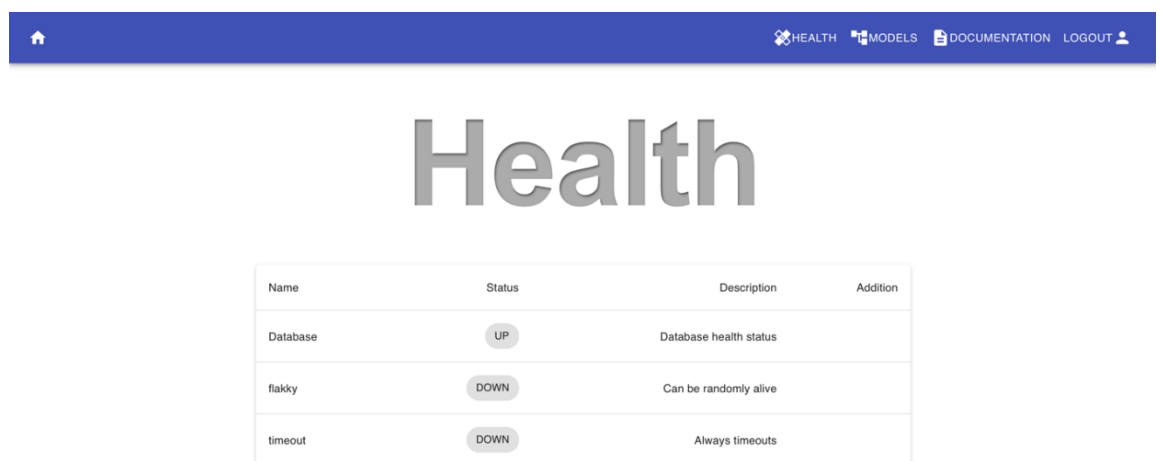 HEALTH MODELS DOCUMENTATION LOGOUT
Health
Name Status Description Addition
Database UP Database health status
flakky DOWN Can be randomly alive
timeout DOWN Always timeouts